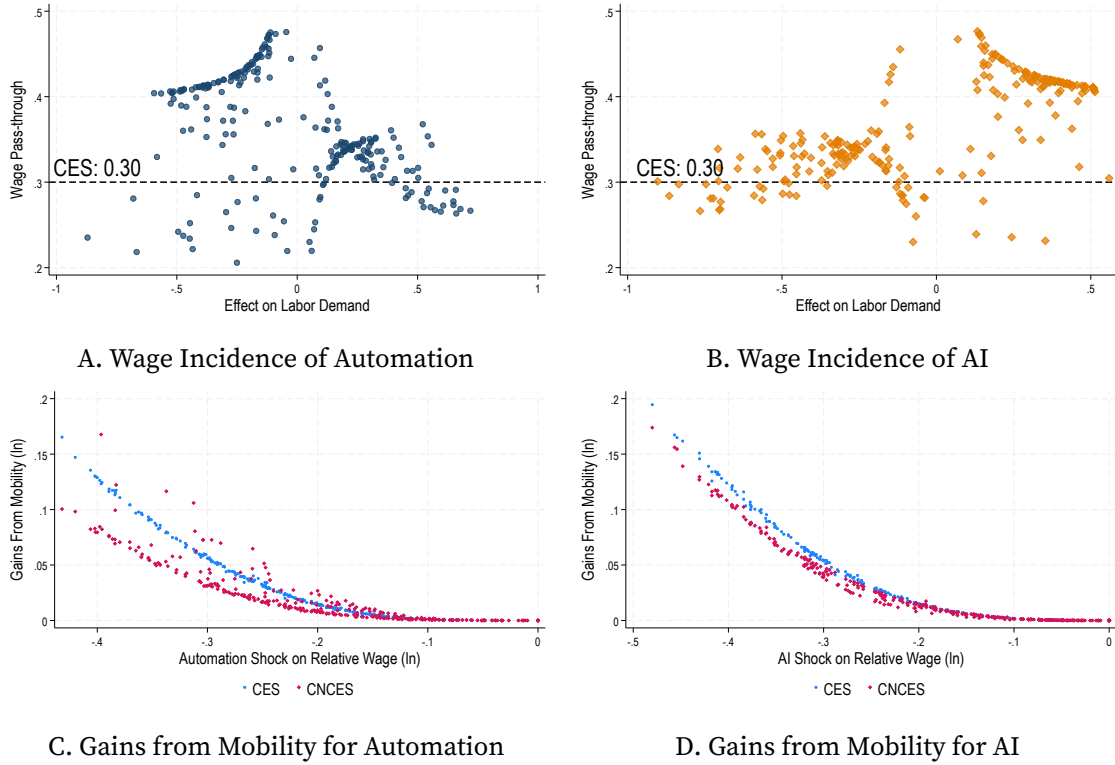 .5
.4
.3
.2
Wage Pass-through
CES: 0.30
-1
-.5
0
.5
1
Effect on Labor Demand
A. Wage Incidence of Automation
.5
.4
.3
.2
Wage Pass-through
CES: 0.30
-1
-.5
0
.5
Effect on Labor Demand
B. Wage Incidence of AI
.2
.15
.1
.05
0
Gains From Mobility (ln)
-.4
-.3
-.2
-.1
0
Automation Shock on Relative Wage (ln)
CES CNCES
C. Gains from Mobility for Automation
.2
.15
.1
.05
0
Gains From Mobility (ln)
-.5
-.4
-.3
-.2
-.1
0
AI Shock on Relative Wage (ln)
CES CNCES
D. Gains from Mobility for AI